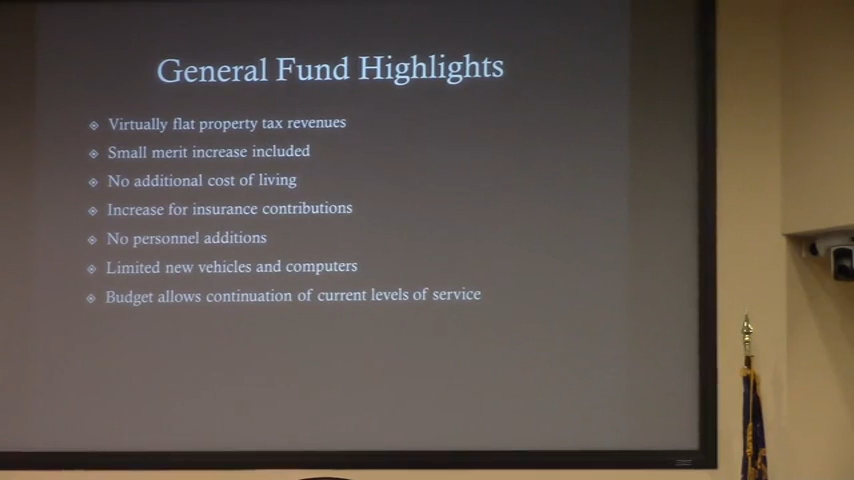 General Fund Highlights
Virtually flat property tax revenues
Small merit increase included
No additional cost of living
Increase for insurance contributions
No personnel additions
Limited new vehicles and computers
Budget allows continuation of current levels of service